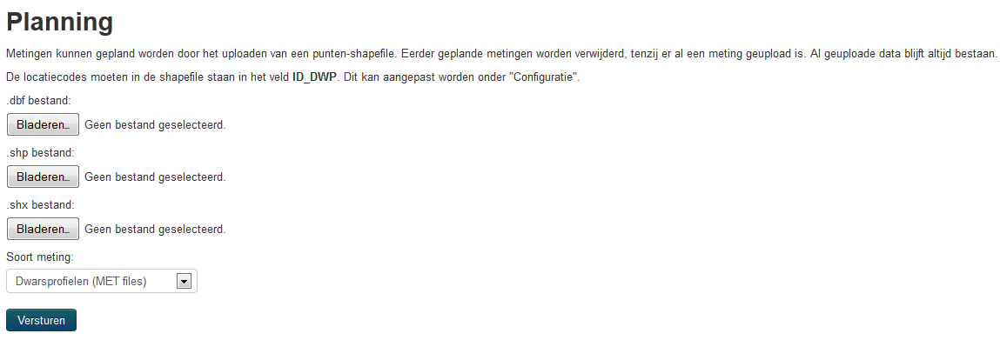 Planning
Metingen kunnen gepland worden door het uploaden van een punten-shapefile. Eerder geplande metingen worden verwijderd, tenzij er al een meting geupload is. Al geuploade data blijft altijd bestaan.
De locatiecodes moeten in de shapefile staan in het veld ID_DWP. Dit kan aangepast worden onder "Configuratie".
.dbf bestand:
Bladeren... Geen bestand geselecteerd.
.shp bestand:
Bladeren... Geen bestand geselecteerd.
.shx bestand:
Bladeren... Geen bestand geselecteerd.
Soort meting:
Dwarsprofielen (MET files)
Versturen